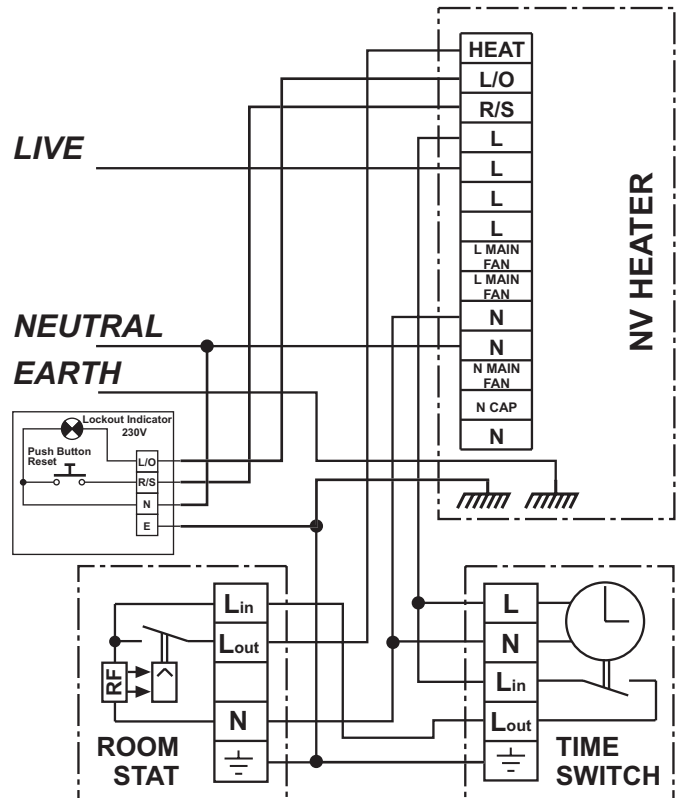 HEAT
L/O
R/S
L
L
L
L
L MAIN
FAN
L MAIN
FAN
N
N
N MAIN
FAN
N CAP
N
NV HEATER
LIVE
NEUTRAL
EARTH
Lockout Indicator
230V
Push Button
Reset
L/O
R/S
N
E
Lin
Lout
N
RF
ROOM
STAT
L
N
Lin
Lout
TIME
SWITCH